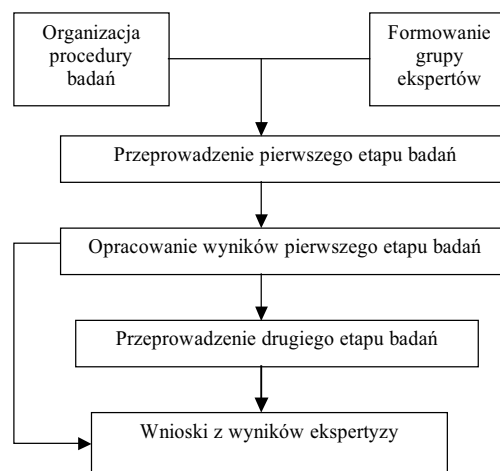 Organizacja
procedury
badań
Formowanie
grupy
ekspertów
Przeprowadzenie pierwszego etapu badań
Opracowanie wyników pierwszego etapu badań
Przeprowadzenie drugiego etapu badań
Wnioski z wyników ekspertyzy